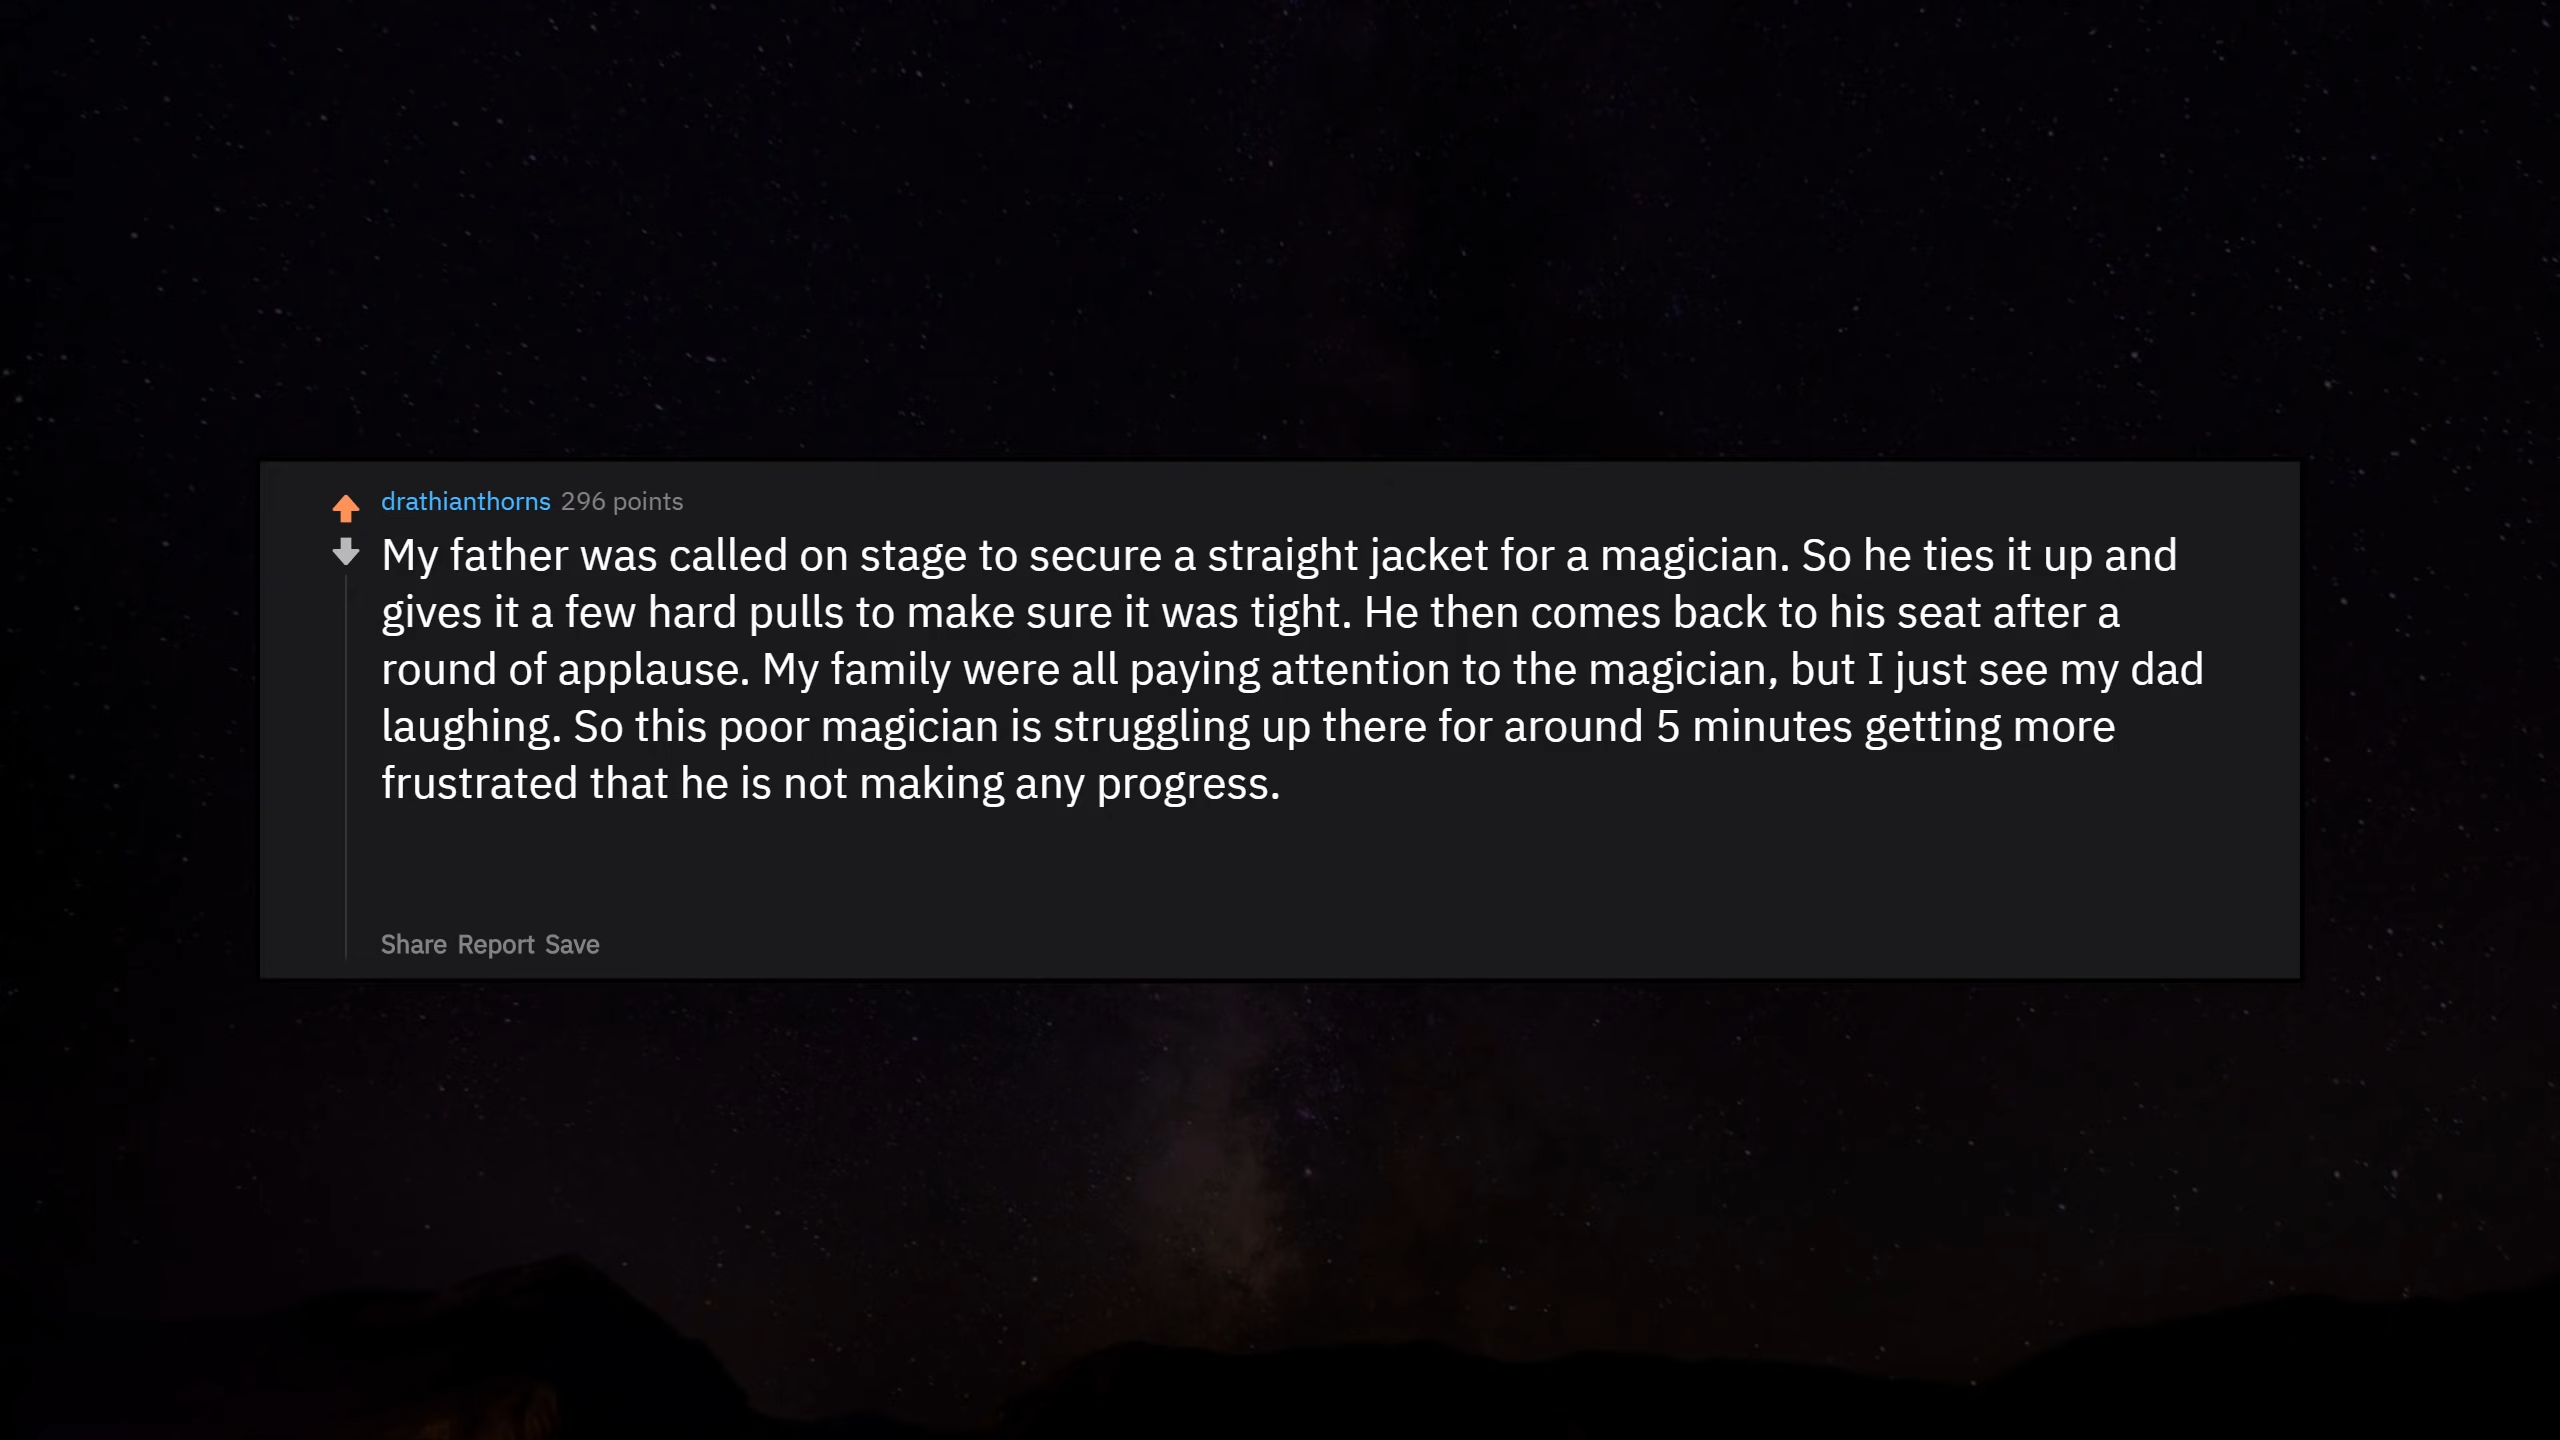 drathianthorns 296 points
My father was called on stage to secure a straight jacket for a magician. So he ties it up and
gives it a few hard pulls to make sure it was tight. He then comes back to his seat after a
round of applause. My family were all paying attention to the magician, but I just see my dad
laughing. So this poor magician is struggling up there for around 5 minutes getting more
frustrated that he is not making any progress.
Share Report Save